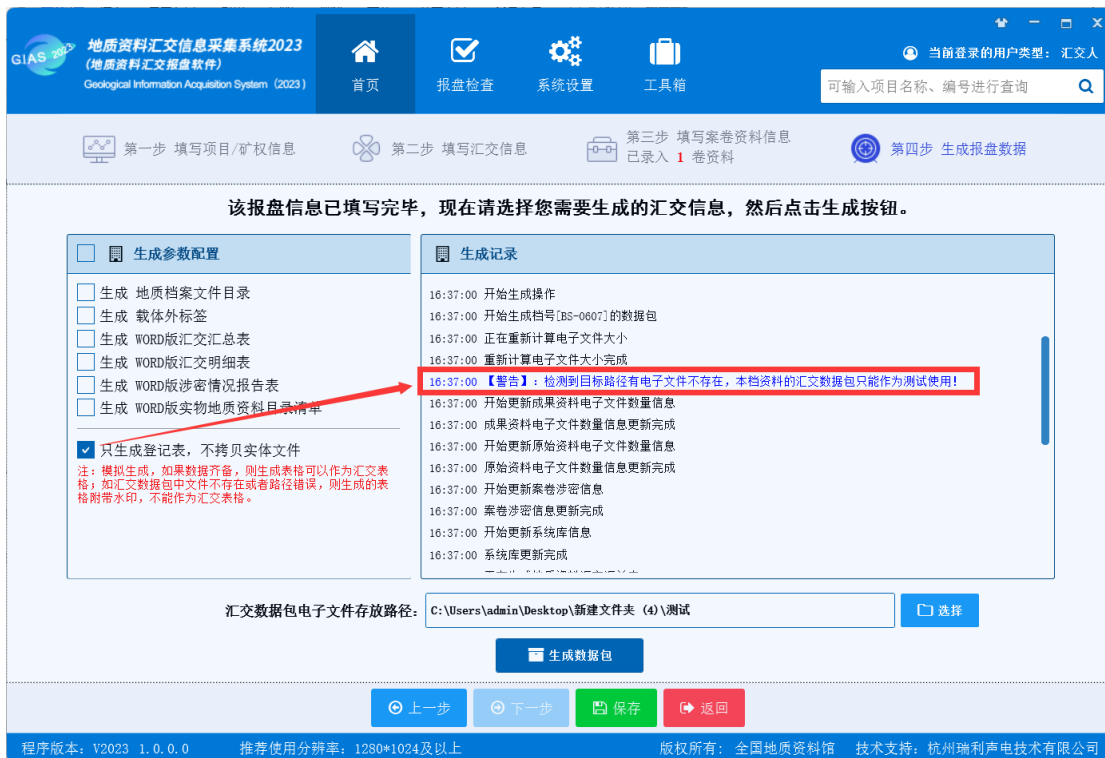 GIAS 2023
地质资料汇交信息采集系统2023
(地质资料汇交报盘软件)
Geological Information Acquisition System (2023)
首页
报盘检查
系统设置
工具箱
当前登录的用户类型: 汇交人
可输入项目名称、编号进行查询
第一步 填写项目/矿权信息
第二步 填写汇交信息
第三步 填写案卷资料信息
已录入 1 卷资料
第四步 生成报盘数据
该报盘信息已填写完毕，现在请选择您需要生成的汇交信息，然后点击生成按钮。
生成参数配置
生成 地质档案文件目录
生成 载体外标签
生成 WORD版汇交汇总表
生成 WORD版汇交明细表
生成 WORD版涉密情况报告表
生成 WORD版实物地质资料目录清单
只生成登记表，不拷贝实体文件
注：模拟生成，如果数据齐备，则生成表格可以作为汇交表
格；如汇交数据包中文件不存在或者路径错误，则生成的表
格附带水印，不能作为汇交表格。
生成记录
16:37:00 开始生成操作
16:37:00 开始生成档号[BS-0607]的数据包
16:37:00 正在重新计算电子文件大小
16:37:00 重新计算电子文件大小完成
16:37:00 【警告】：检测到目标路径有电子文件不存在，本档资料的汇交数据包只能作为测试使用！
16:37:00 开始更新成果资料电子文件数量信息
16:37:00 成果资料电子文件数量信息更新完成
16:37:00 开始更新原始资料电子文件数量信息
16:37:00 原始资料电子文件数量信息更新完成
16:37:00 开始更新案卷涉密信息
16:37:00 案卷涉密信息更新完成
16:37:00 开始更新系统库信息
16:37:00 系统库更新完成
汇交数据包电子文件存放路径：
C:\Users\admin\Desktop\新建文件夹 (4)\测试
选择
生成数据包
上一步
下一步
保存
返回
程序版本: V2023 1.0.0.0
推荐使用分辨率: 1280*1024及以上
版权所有: 全国地质资料馆
技术支持: 杭州瑞利声电技术有限公司